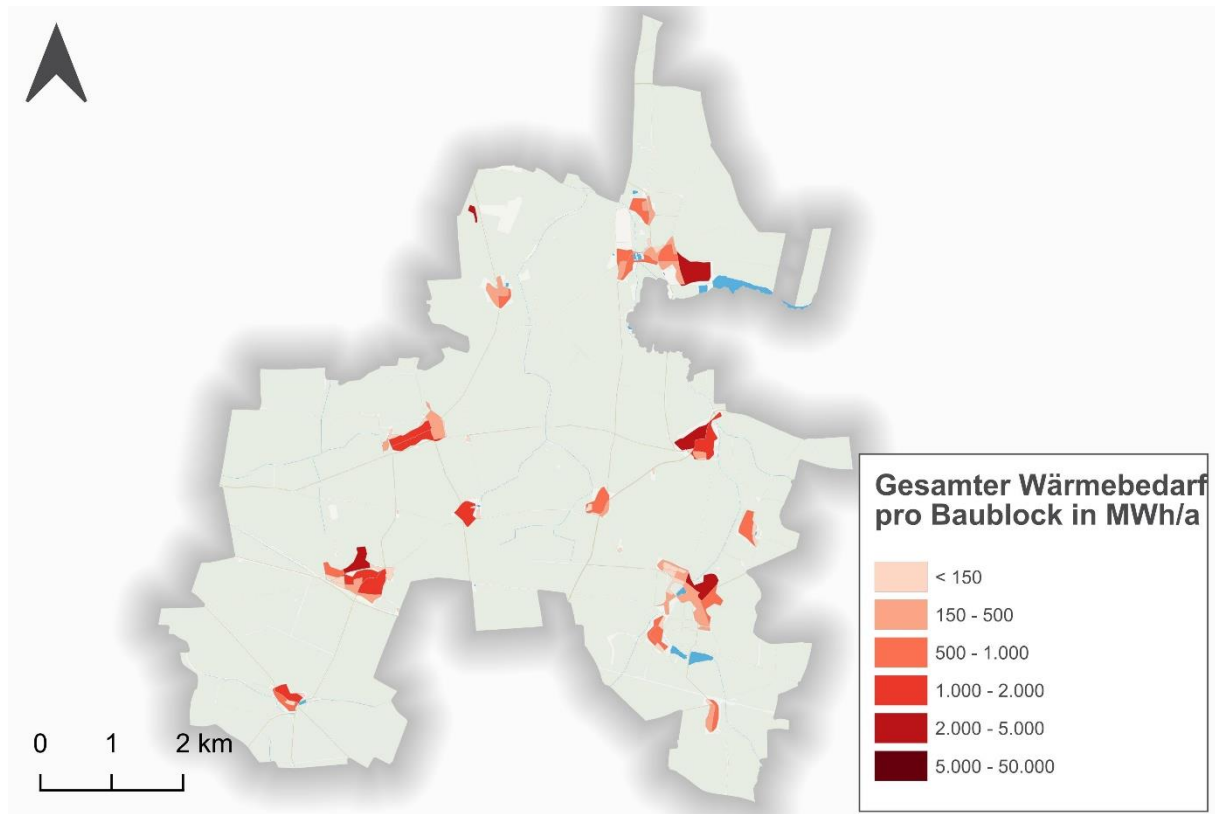 Gesamter Wärmebedarf
pro Baublock in MWh/a
< 150
150 - 500
500 - 1.000
1.000 - 2.000
2.000 - 5.000
5.000 - 50.000
0 1 2 km